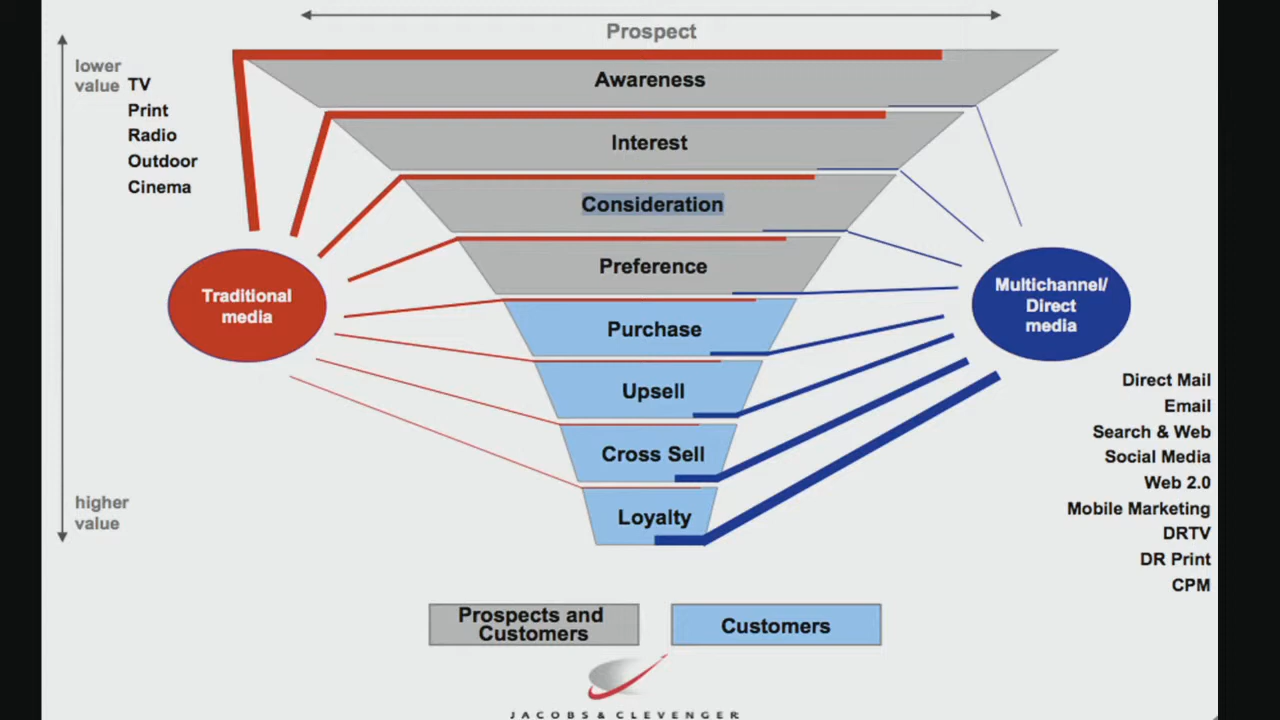 Prospect
lower
value
TV
Print
Radio
Outdoor
Cinema
Awareness
Interest
Consideration
Preference
Purchase
Upsell
Cross Sell
Loyalty
Traditional
media
Multichannel/
Direct
media
Direct Mail
Email
Search & Web
Social Media
Web 2.0
Mobile Marketing
DRTV
DR Print
CPM
higher
value
Prospects and
Customers
Customers
JACOBS & CLEVENGER